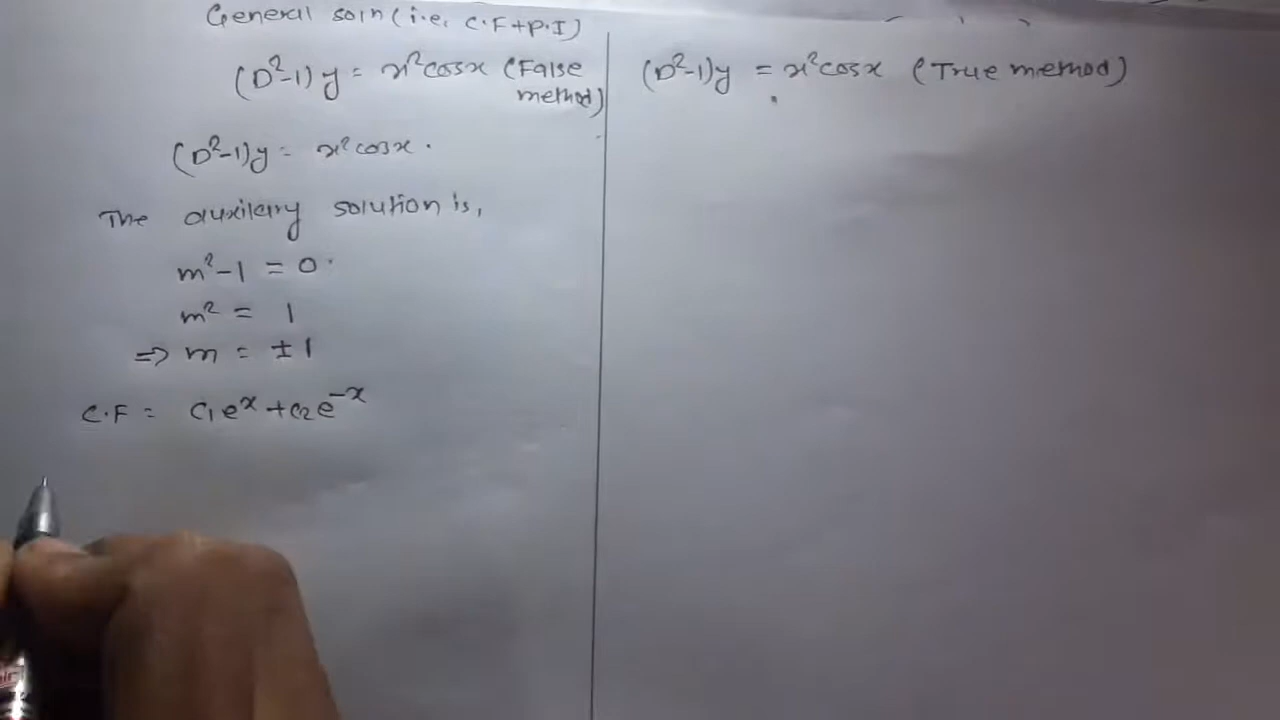 General soln (i.e. C.F+P.I)
(D²-1)y = x²cosx (False method)
(D²-1)y = x²cosx.
The auxilary solution is,
m²-1 = 0.
m² = 1
⇒ m = ±1
C.F = C₁eˣ+C₂e⁻ˣ
(D²-1)y = x²cosx (True method)